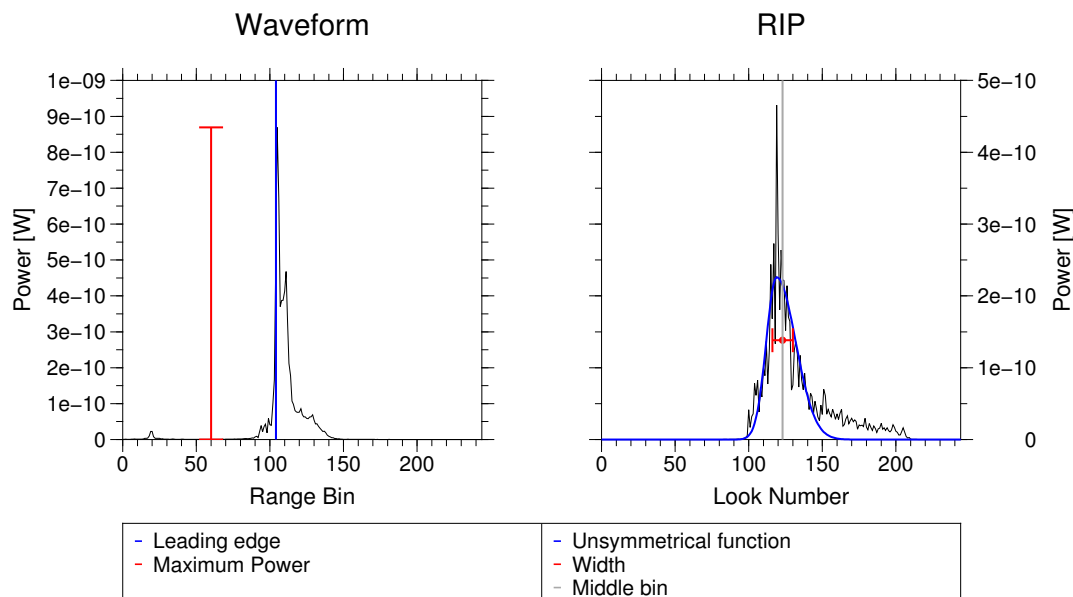 Waveform
RIP
1e−09
9e−10
8e−10
7e−10
6e−10
5e−10
4e−10
3e−10
2e−10
1e−10
0
Power [W]
0 50 100 150 200
Range Bin
5e−10
4e−10
3e−10
2e−10
1e−10
0
Power [W]
0 50 100 150 200
Look Number
Leading edge
Maximum Power
Unsymmetrical function
Width
Middle bin